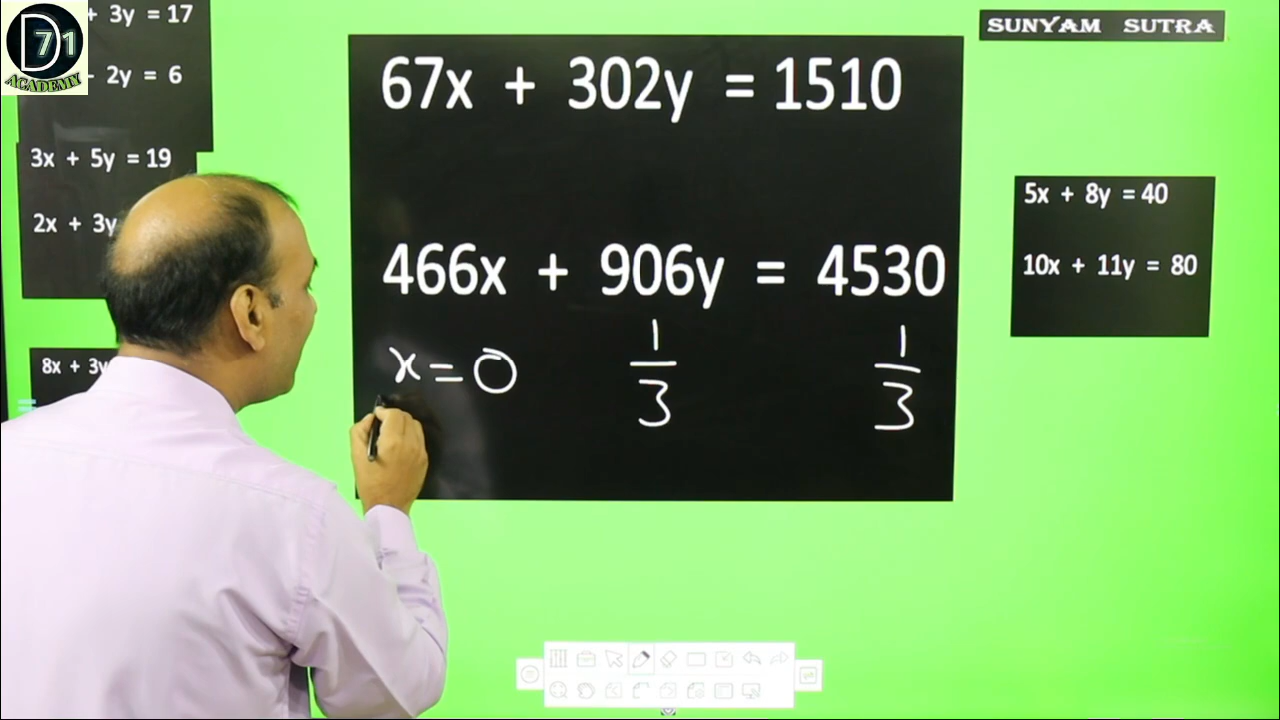 D 71
ACADEMY
+ 3y = 17
- 2y = 6
3x + 5y = 19
2x + 3y
8x + 3y
67x + 302y = 1510
466x + 906y = 4530
x = 0
1/3
1/3
SUNYAM SUTRA
5x + 8y = 40
10x + 11y = 80